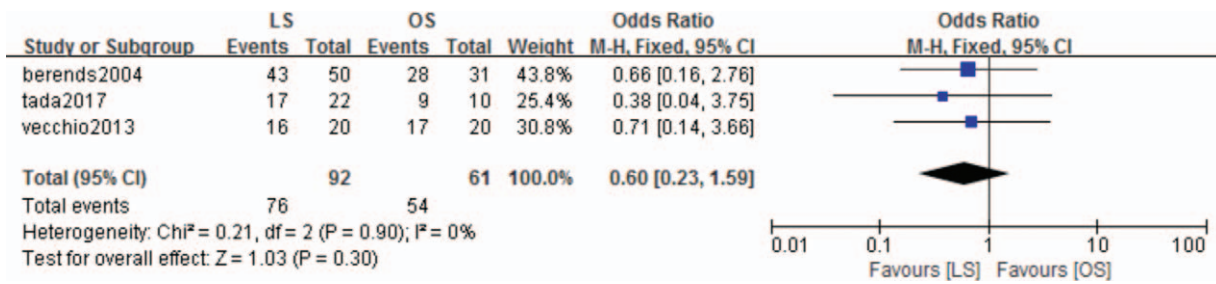 LS OS Odds Ratio Odds Ratio
Study or Subgroup Events Total Events Total Weight M-H, Fixed, 95% CI M-H, Fixed, 95% CI
berends2004 43 50 28 31 43.8% 0.66 [0.16, 2.76]
tada2017 17 22 9 10 25.4% 0.38 [0.04, 3.75]
vecchio2013 16 20 17 20 30.8% 0.71 [0.14, 3.66]
Total (95% CI) 92 61 100.0% 0.60 [0.23, 1.59]
Total events 76 54
Heterogeneity: Chi² = 0.21, df = 2 (P = 0.90); I² = 0%
Test for overall effect: Z = 1.03 (P = 0.30)
0.01 0.1 1 10 100
Favours [LS] Favours [OS]